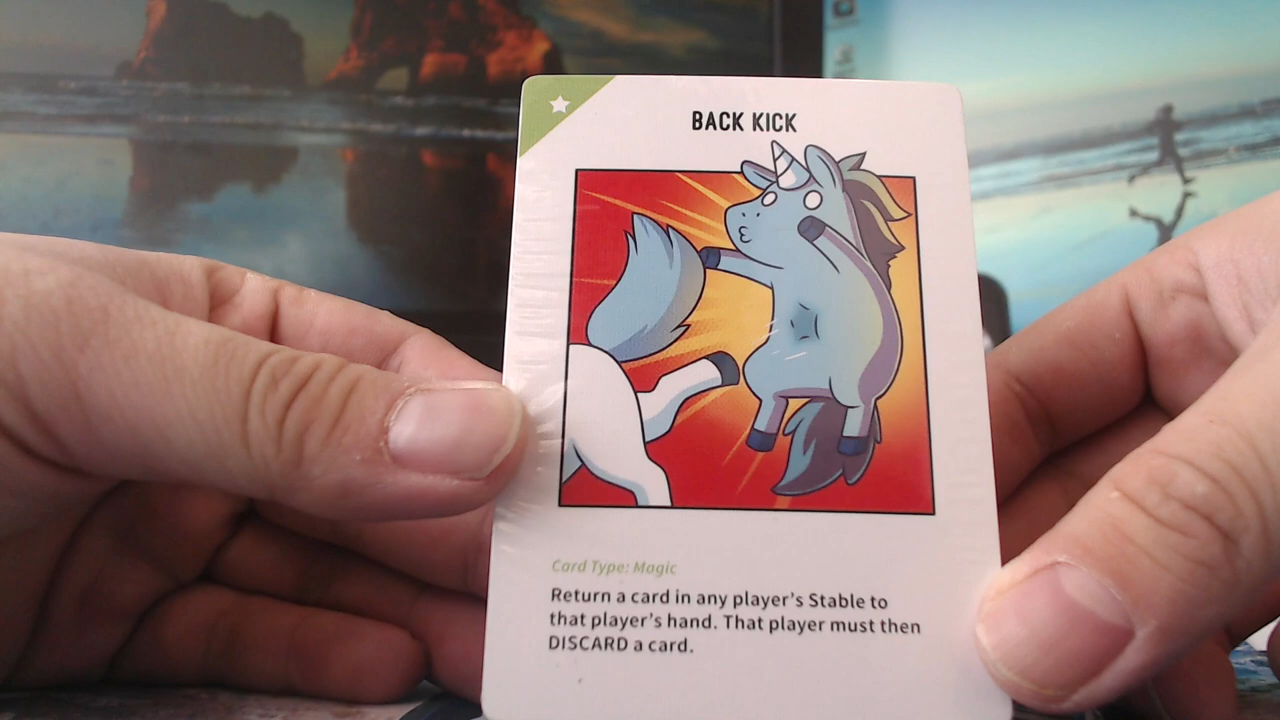 BACK KICK
Card Type: Magic
Return a card in any player's Stable to
that player's hand. That player must then
DISCARD a card.